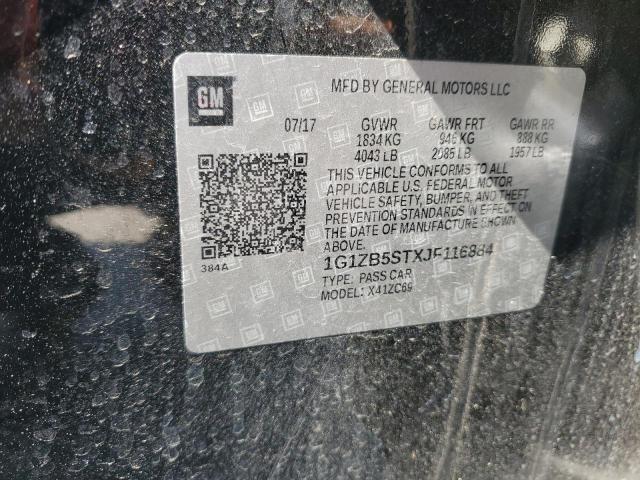 GM
MFD BY GENERAL MOTORS LLC
07/17 GVWR GAWR FRT GAWR RR
1834 KG 946 KG 888 KG
4043 LB 2085 LB 1957 LB
THIS VEHICLE CONFORMS TO ALL
APPLICABLE U.S. FEDERAL MOTOR
VEHICLE SAFETY, BUMPER, AND THEFT
PREVENTION STANDARDS IN EFFECT ON
THE DATE OF MANUFACTURE SHOWN
ABOVE.
384A
1G1ZB5STXJF116884
TYPE: PASS CAR
MODEL: X41ZC69